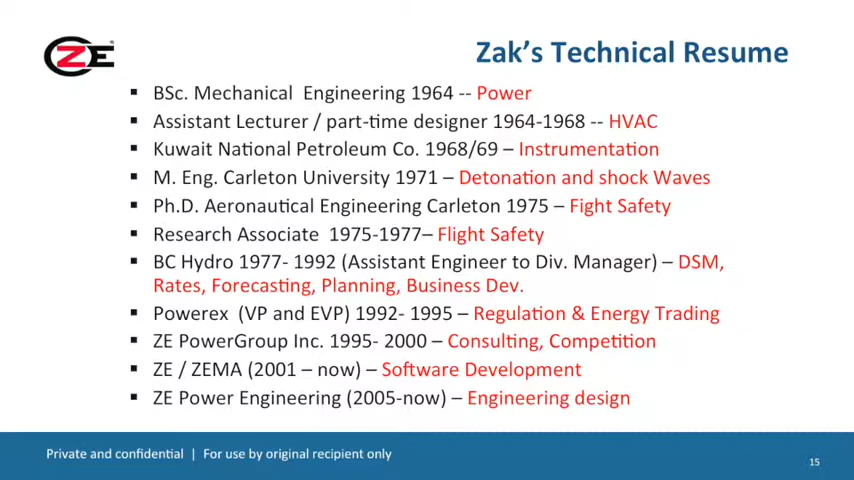 ZE
Zak's Technical Resume
▪ BSc. Mechanical Engineering 1964 -- Power
▪ Assistant Lecturer / part-time designer 1964-1968 -- HVAC
▪ Kuwait National Petroleum Co. 1968/69 – Instrumentation
▪ M. Eng. Carleton University 1971 – Detonation and shock Waves
▪ Ph.D. Aeronautical Engineering Carleton 1975 – Fight Safety
▪ Research Associate 1975-1977– Flight Safety
▪ BC Hydro 1977- 1992 (Assistant Engineer to Div. Manager) – DSM,
Rates, Forecasting, Planning, Business Dev.
▪ Powerex (VP and EVP) 1992- 1995 – Regulation & Energy Trading
▪ ZE PowerGroup Inc. 1995- 2000 – Consulting, Competition
▪ ZE / ZEMA (2001 – now) – Software Development
▪ ZE Power Engineering (2005-now) – Engineering design
Private and confidential | For use by original recipient only
15